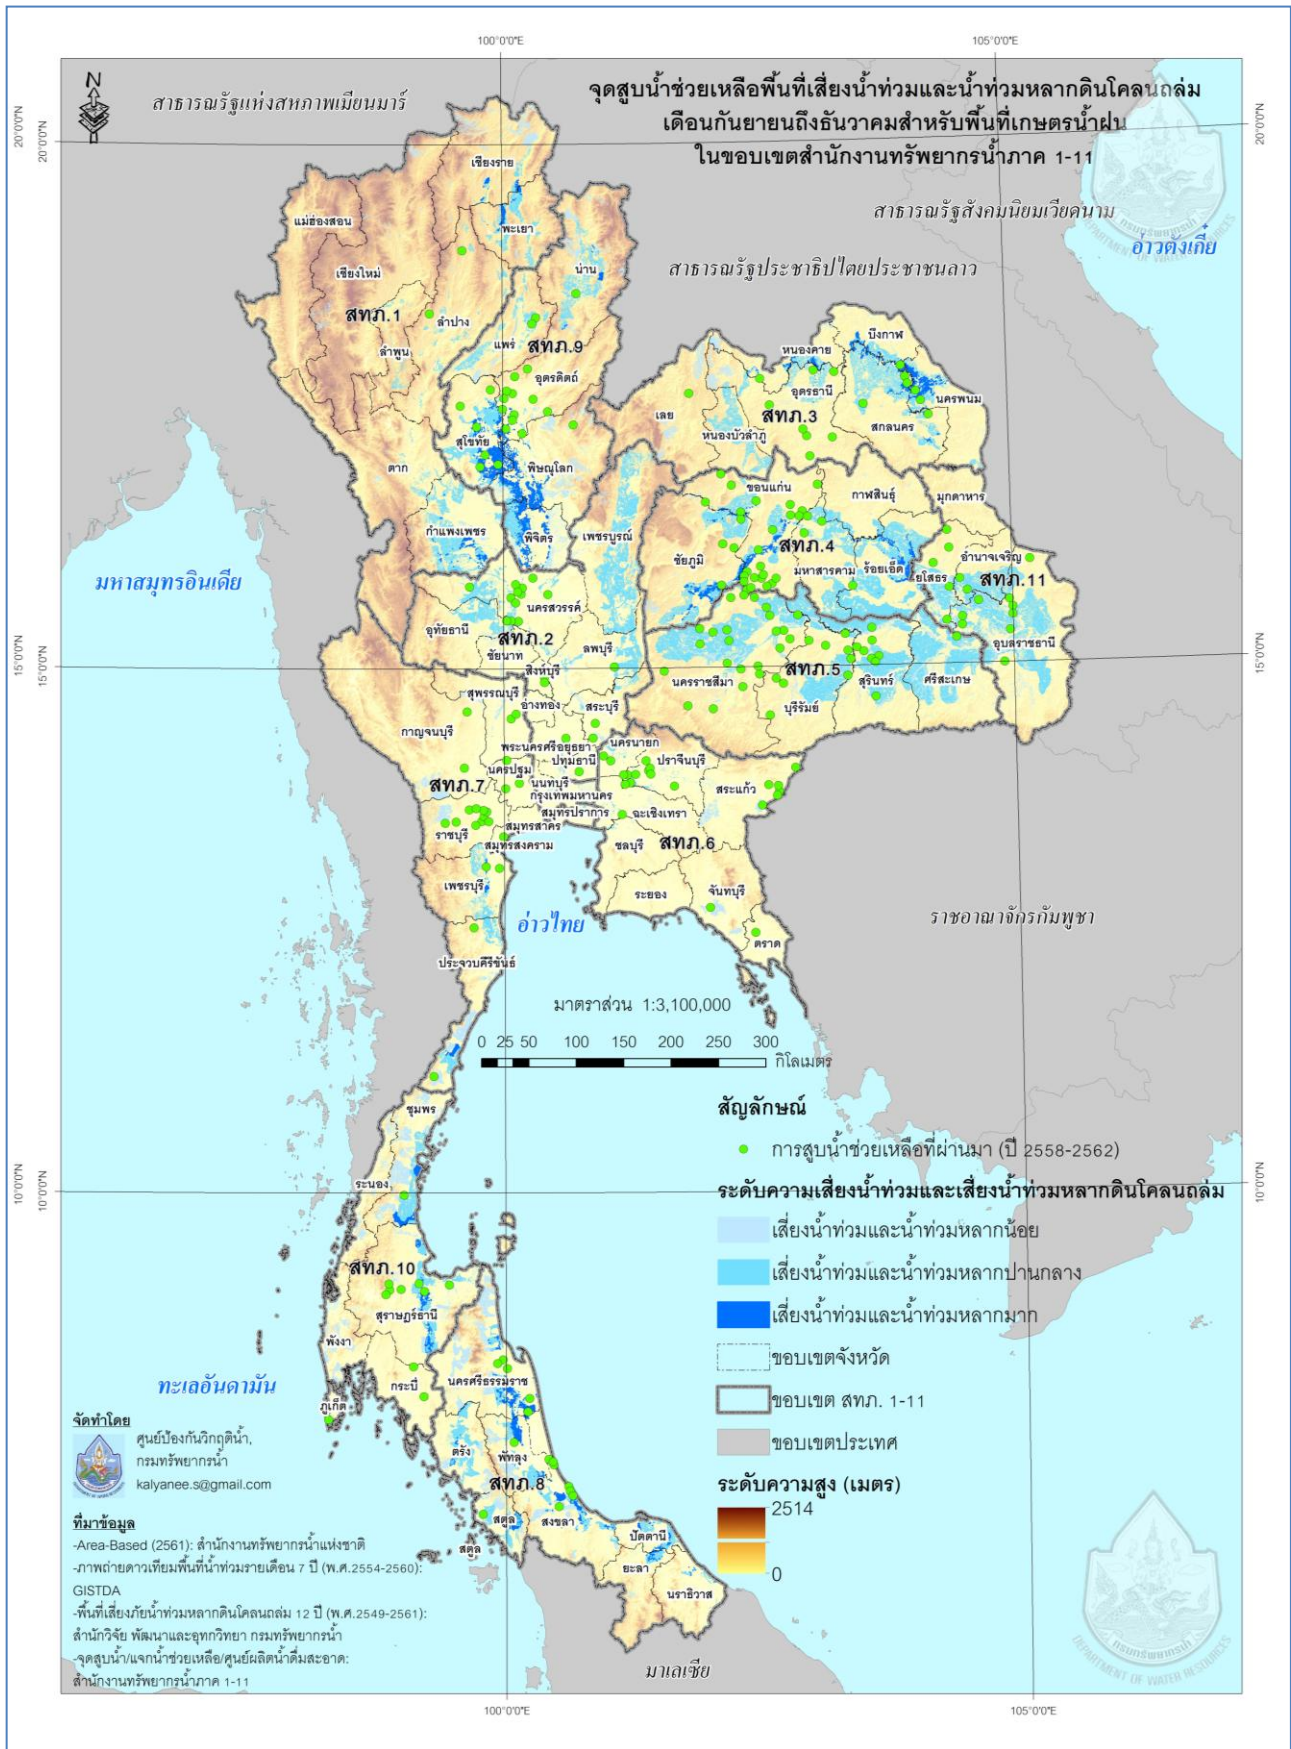 100°0'0"E
105°0'0"E
จุดสูบน้ำช่วยเหลือพื้นที่เสี่ยงน้ำท่วมและน้ำท่วมหลากดินโคลนถล่ม
เดือนกันยายนถึงธันวาคมสำหรับพื้นที่เกษตรน้ำฝน
ในขอบเขตสำนักงานทรัพยากรน้ำภาค 1-11
N
สาธารณรัฐแห่งสหภาพเมียนมาร์
20°0'0"N
20°0'0"N
20°0'0"N
กรมทรัพยากรน้ำ
DEPARTMENT OF WATER RESOURCES
สาธารณรัฐสังคมนิยมเวียดนาม
อ่าวตังเกี๋ย
สาธารณรัฐประชาธิปไตยประชาชนลาว
เชียงราย
แม่ฮ่องสอน
พะเยา
เชียงใหม่
น่าน
สทภ.1
ลำปาง
ลำพูน
แพร่
สทภ.9
อุตรดิตถ์
บึงกาฬ
หนองคาย
อุดรธานี
นครพนม
เลย
สทภ.3
สกลนคร
หนองบัวลำภู
สุโขทัย
ตาก
พิษณุโลก
ขอนแก่น
กาฬสินธุ์
มุกดาหาร
กำแพงเพชร
พิจิตร
เพชรบูรณ์
ชัยภูมิ
สทภ.4
มหาสารคาม
ร้อยเอ็ด
อำนาจเจริญ
ยโสธร
สทภ.11
มหาสมุทรอินเดีย
นครสวรรค์
อุทัยธานี
สทภ.2
ชัยนาท
ลพบุรี
อุบลราชธานี
15°0'0"N
15°0'0"N
15°0'0"N
สิงห์บุรี
นครราชสีมา
สทภ.5
สุรินทร์
ศรีสะเกษ
บุรีรัมย์
สุพรรณบุรี
อ่างทอง
สระบุรี
กาญจนบุรี
พระนครศรีอยุธยา
นครนายก
ปทุมธานี
ปราจีนบุรี
นครปฐม
สทภ.7
นนทบุรี
กรุงเทพมหานคร
สระแก้ว
สมุทรปราการ
ฉะเชิงเทรา
ราชบุรี
สมุทรสาคร
สมุทรสงคราม
ชลบุรี
สทภ.6
เพชรบุรี
ระยอง
จันทบุรี
ตราด
อ่าวไทย
ราชอาณาจักรกัมพูชา
ประจวบคีรีขันธ์
มาตราส่วน 1:3,100,000
0 25 50 100 150 200 250 300
กิโลเมตร
สัญลักษณ์
การสูบน้ำช่วยเหลือที่ผ่านมา (ปี 2558-2562)
ระดับความเสี่ยงน้ำท่วมและเสี่ยงน้ำท่วมหลากดินโคลนถล่ม
เสี่ยงน้ำท่วมและน้ำท่วมหลากน้อย
เสี่ยงน้ำท่วมและน้ำท่วมหลากปานกลาง
เสี่ยงน้ำท่วมและน้ำท่วมหลากมาก
ขอบเขตจังหวัด
ขอบเขต สทภ. 1-11
ขอบเขตประเทศ
ระดับความสูง (เมตร)
2514
0
ชุมพร
10°0'0"N
10°0'0"N
10°0'0"N
ระนอง
สทภ.10
สุราษฎร์ธานี
พังงา
ทะเลอันดามัน
กระบี่
นครศรีธรรมราช
ภูเก็ต
ตรัง
พัทลุง
สทภ.8
สตูล
สงขลา
สตูล
ปัตตานี
ยะลา
นราธิวาส
มาเลเซีย
จัดทำโดย
ศูนย์ป้องกันวิกฤติน้ำ,
กรมทรัพยากรน้ำ
kalyanee.s@gmail.com
ที่มาข้อมูล
-Area-Based (2561): สำนักงานทรัพยากรน้ำแห่งชาติ
-ภาพถ่ายดาวเทียมพื้นที่น้ำท่วมรายเดือน 7 ปี (พ.ศ.2554-2560):
GISTDA
-พื้นที่เสี่ยงภัยน้ำท่วมหลากดินโคลนถล่ม 12 ปี (พ.ศ.2549-2561):
สำนักวิจัย พัฒนาและอุทกวิทยา กรมทรัพยากรน้ำ
-จุดสูบน้ำ/แจกน้ำช่วยเหลือ/ศูนย์ผลิตน้ำดื่มสะอาด:
สำนักงานทรัพยากรน้ำภาค 1-11
กรมทรัพยากรน้ำ
DEPARTMENT OF WATER RESOURCES
100°0'0"E
105°0'0"E